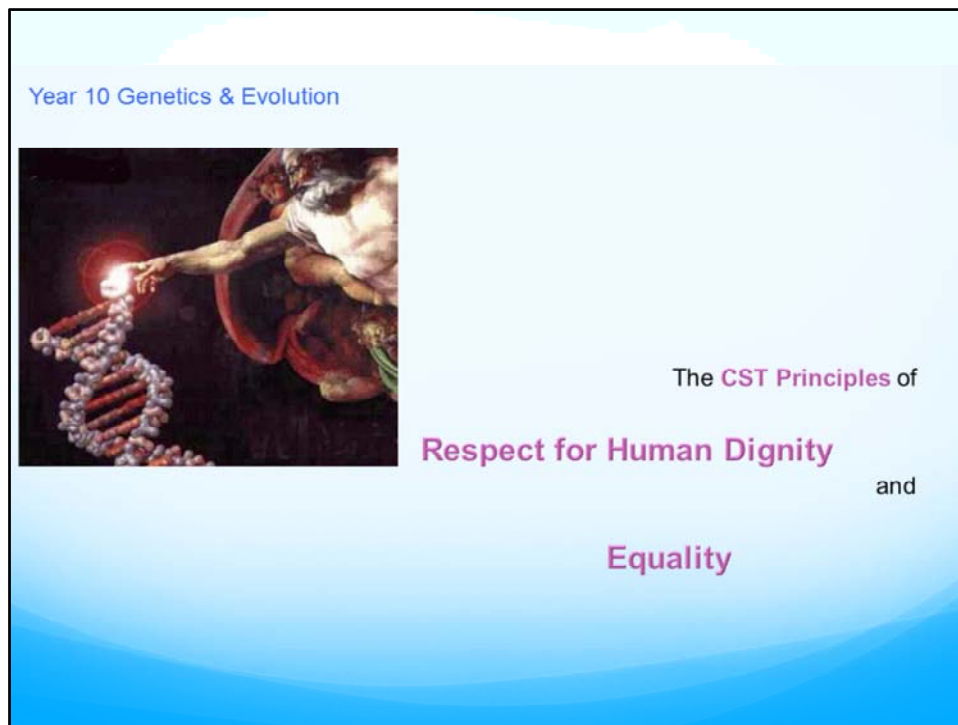 Year 10 Genetics & Evolution
The CST Principles of
Respect for Human Dignity
and
Equality